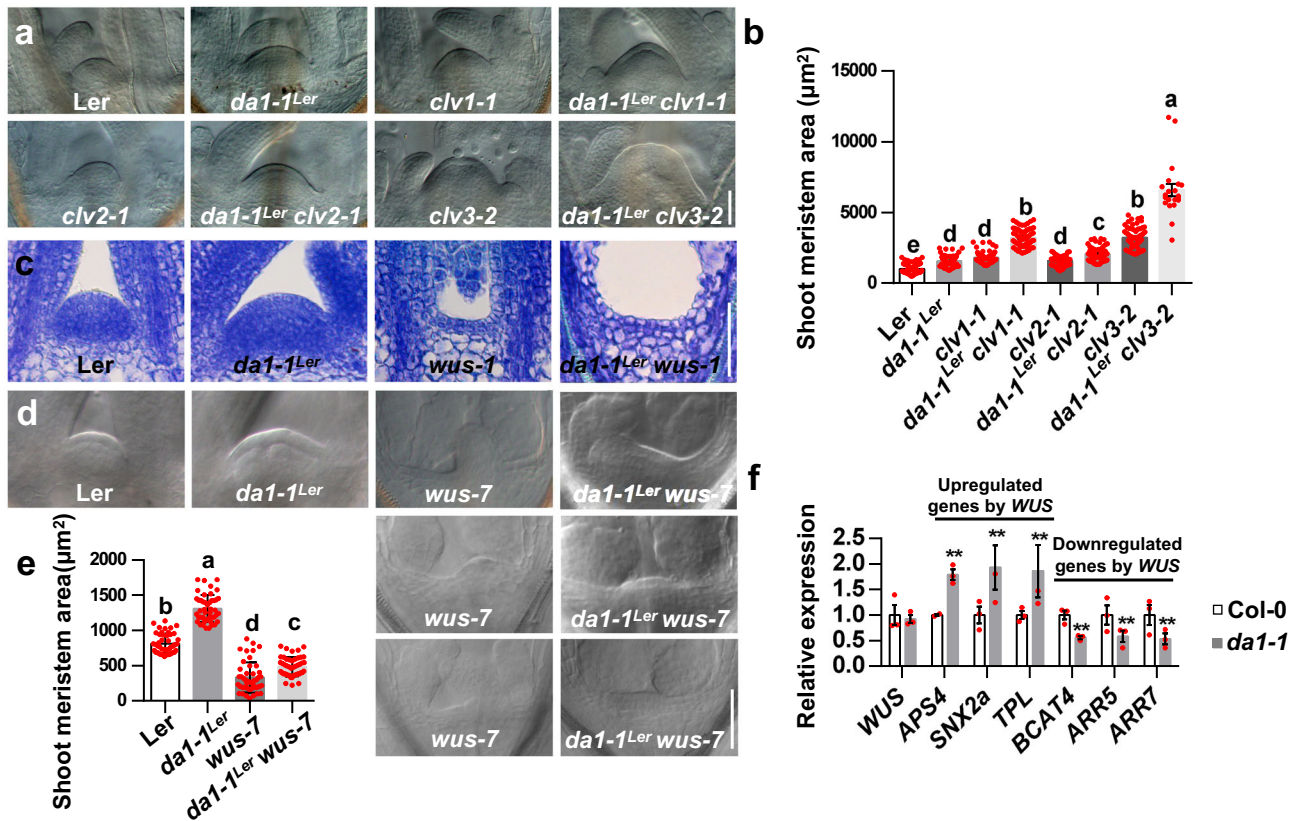 a
Ler
da1-1Ler
clv1-1
da1-1Ler clv1-1
clv2-1
da1-1Ler clv2-1
clv3-2
da1-1Ler clv3-2
b
Shoot meristem area (μm²)
15000
10000
5000
0
e
d
d
b
d
c
b
a
Ler
da1-1Ler
clv1-1
da1-1Ler clv1-1
clv2-1
da1-1Ler clv2-1
clv3-2
da1-1Ler clv3-2
c
Ler
da1-1Ler
wus-1
da1-1Ler wus-1
d
Ler
da1-1Ler
wus-7
da1-1Ler wus-7
wus-7
da1-1Ler wus-7
wus-7
da1-1Ler wus-7
e
Shoot meristem area(μm²)
2000
1500
1000
500
0
b
a
d
c
Ler
da1-1Ler
wus-7
da1-1Ler wus-7
f
Upregulated
genes by WUS
Downregulated
genes by WUS
Relative expression
2.5
2.0
1.5
1.0
0.5
0.0
**
**
**
**
**
**
WUS
APS4
SNX2a
TPL
BCAT4
ARR5
ARR7
Col-0
da1-1